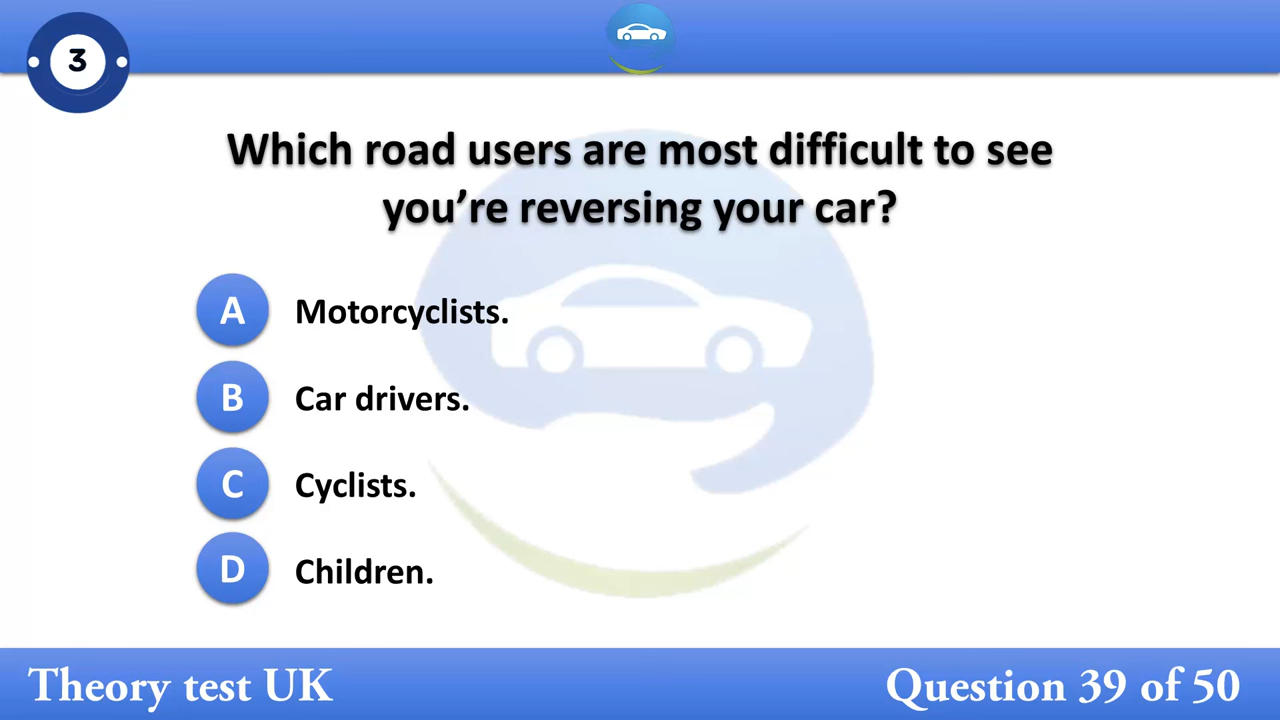 3
Which road users are most difficult to see
you’re reversing your car?
A Motorcyclists.
B Car drivers.
C Cyclists.
D Children.
Theory test UK
Question 39 of 50